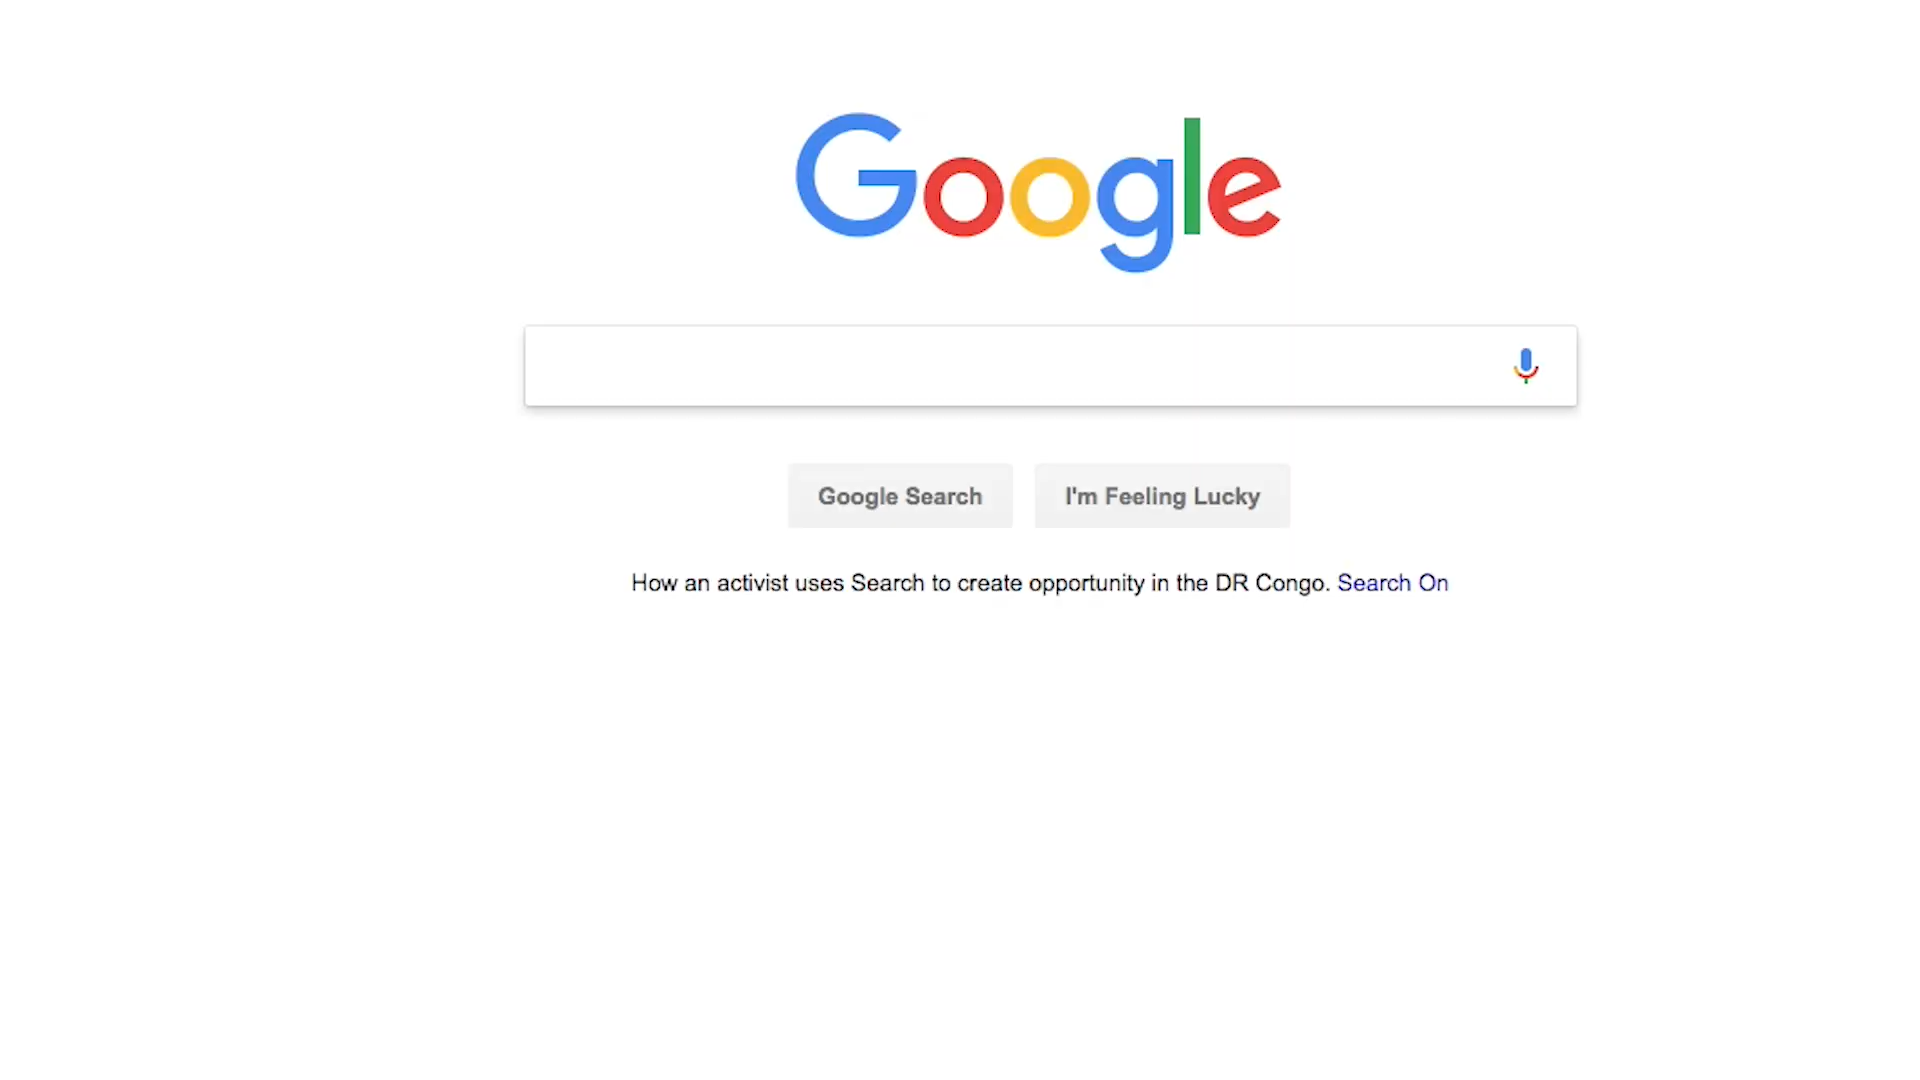 Google
Google Search
I'm Feeling Lucky
How an activist uses Search to create opportunity in the DR Congo. Search On